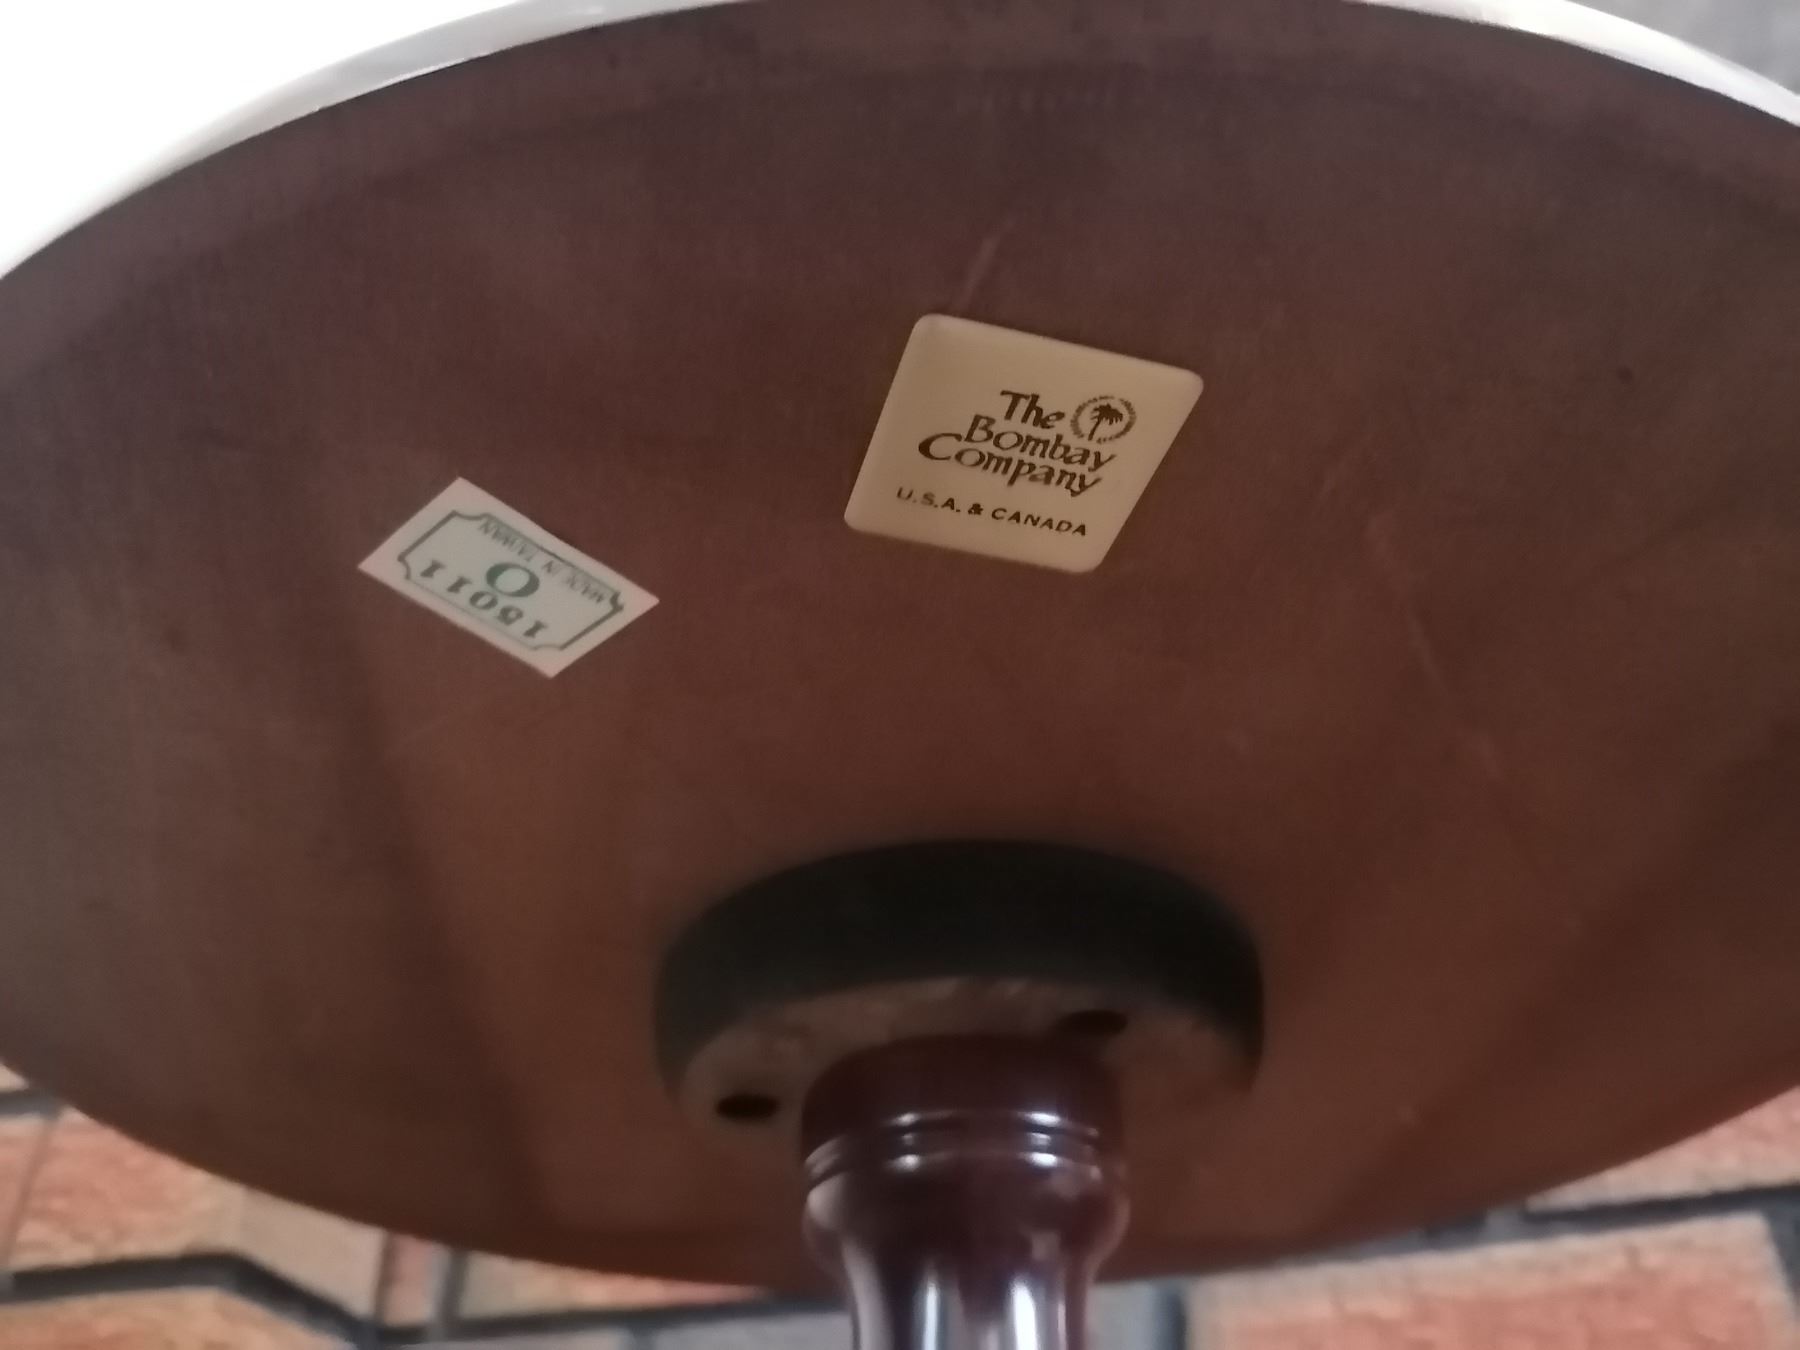 The
Bombay
Company
U.S.A. & CANADA
MADE IN TAIWAN
O
15011